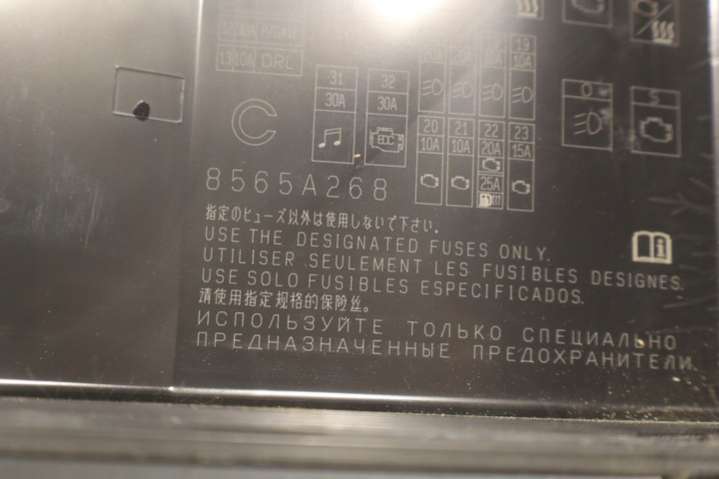 1310A DRL
31 32
30A 30A
19
10A
20 21 22 23
10A 10A 20A 15A
25A
EDC
O S
C
8565A268
指定のヒューズ以外は使用しないで下さい。
USE THE DESIGNATED FUSES ONLY.
UTILISER SEULEMENT LES FUSIBLES DESIGNES.
USE SOLO FUSIBLES ESPECIFICADOS.
请使用指定规格的保险丝。
ИСПОЛЬЗУЙТЕ ТОЛЬКО СПЕЦИАЛЬНО
ПРЕДНАЗНАЧЕННЫЕ ПРЕДОХРАНИТЕЛИ.